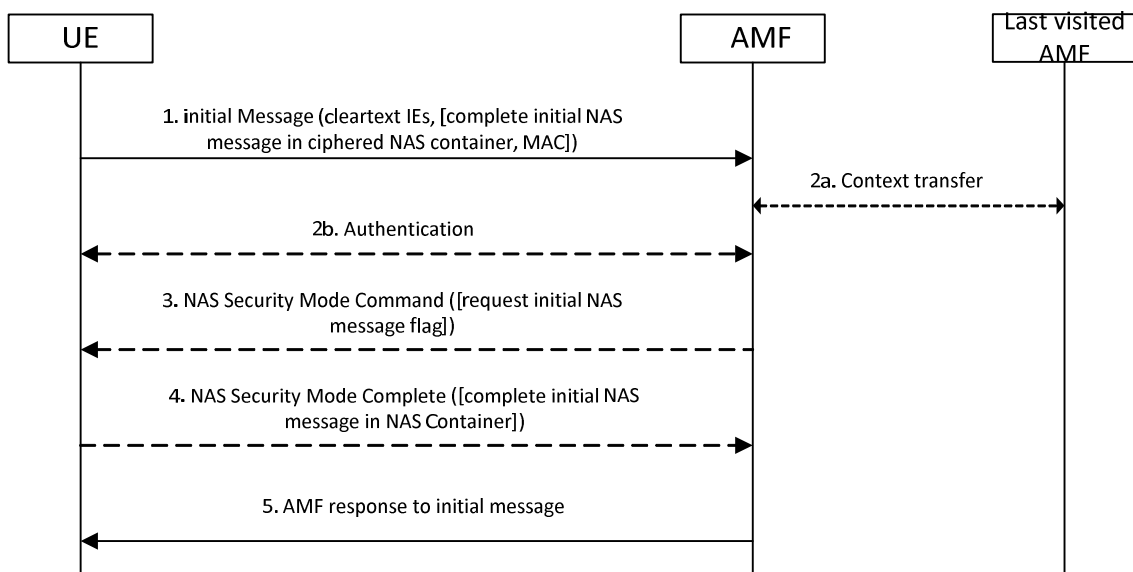 UE
AMF
Last visited
AMF
1. initial Message (cleartext IEs, [complete initial NAS
message in ciphered NAS container, MAC])
2a. Context transfer
2b. Authentication
3. NAS Security Mode Command ([request initial NAS
message flag])
4. NAS Security Mode Complete ([complete initial NAS
message in NAS Container])
5. AMF response to initial message